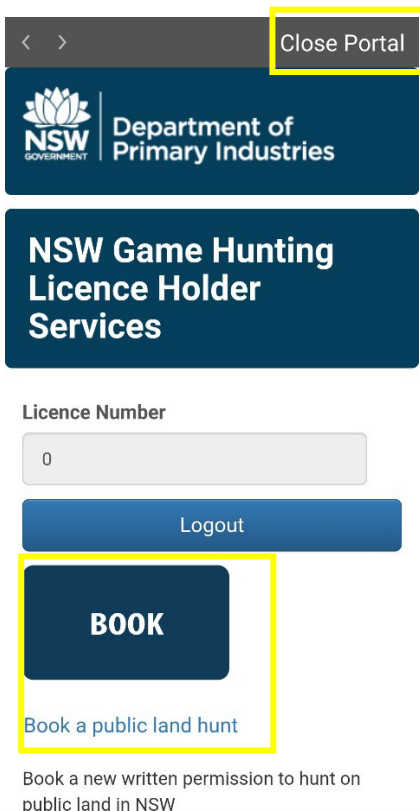 < > Close Portal
NSW
GOVERNMENT
Department of
Primary Industries
NSW Game Hunting
Licence Holder
Services
Licence Number
0
Logout
BOOK
Book a public land hunt
Book a new written permission to hunt on
public land in NSW